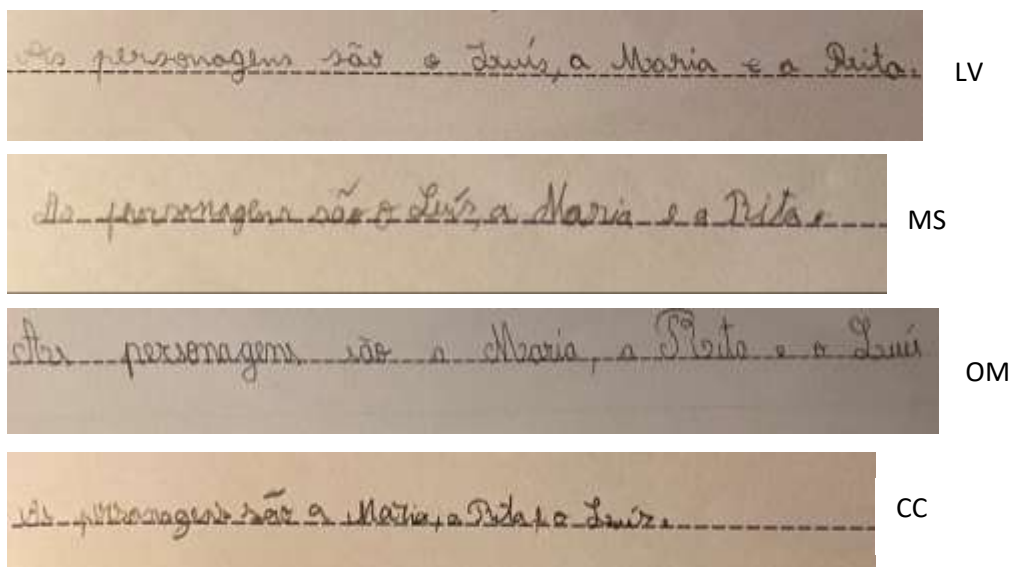 As personagens são o Luís, a Maria e a Rita.
LV
As personagens são o Luís, a Maria e a Rita.
MS
As personagens são a Maria, a Rita e o Luís
OM
As personagens são a Maria, a Rita, e o Luís.
CC